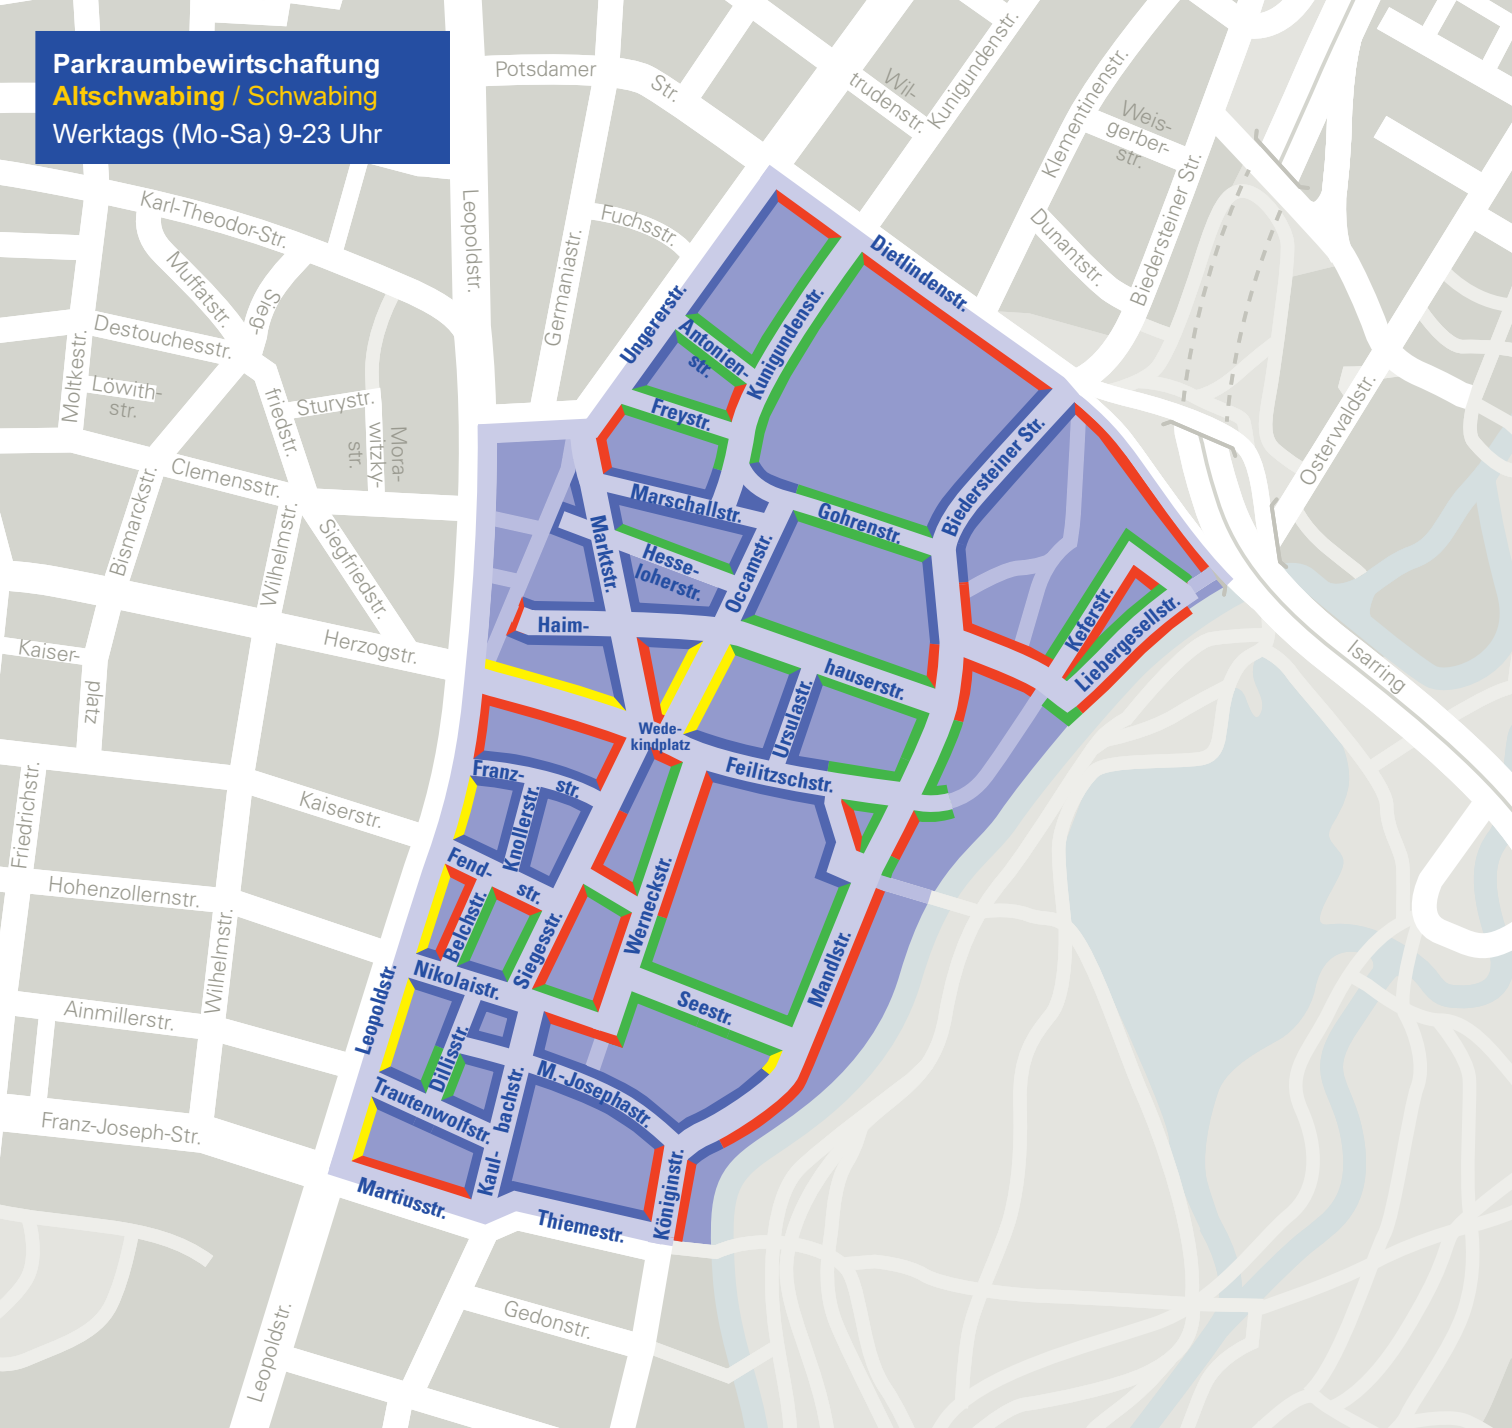 Parkraumbewirtschaftung
Altschwabing / Schwabing
Werktags (Mo-Sa) 9-23 Uhr
Potsdamer
Str.
Wil-
trudenstr.
Kunigundenstr.
Klementinenstr.
Weis-
gerber-
str.
Biedersteiner Str.
Dunantstr.
Karl-Theodor-Str.
Leopoldstr.
Fuchsstr.
Germaniastr.
Muffatstr.
Sieg-
friedstr.
Destouchesstr.
Moltkestr.
Löwith-
str.
Sturystr.
Mora-
witzky-
str.
Clemensstr.
Bismarckstr.
Wilhelmstr.
Siegfriedstr.
Herzogstr.
Kaiser-
platz
Friedrichstr.
Kaiserstr.
Hohenzollernstr.
Wilhelmstr.
Ainmillerstr.
Franz-Joseph-Str.
Leopoldstr.
Gedonstr.
Osterwaldstr.
Isarring
Dietlindenstr.
Ungererstr.
Kunigundenstr.
Antonien-
str.
Freystr.
Marschallstr.
Gohrenstr.
Biedersteiner Str.
Marktstr.
Hesse-
loherstr.
Occamstr.
Haim-
hauserstr.
Keferstr.
Liebergesellstr.
Ursulastr.
Wede-
kindplatz
Feilitzschstr.
Franz-
str.
Knollerstr.
Fend-
str.
Belchstr.
Siegesstr.
Werneckstr.
Nikolaistr.
Mandlstr.
Seestr.
Leopoldstr.
Dillisstr.
M.-Josephastr.
Trautenwolfstr.
Kaul-
bachstr.
Königinstr.
Martiusstr.
Thiemestr.